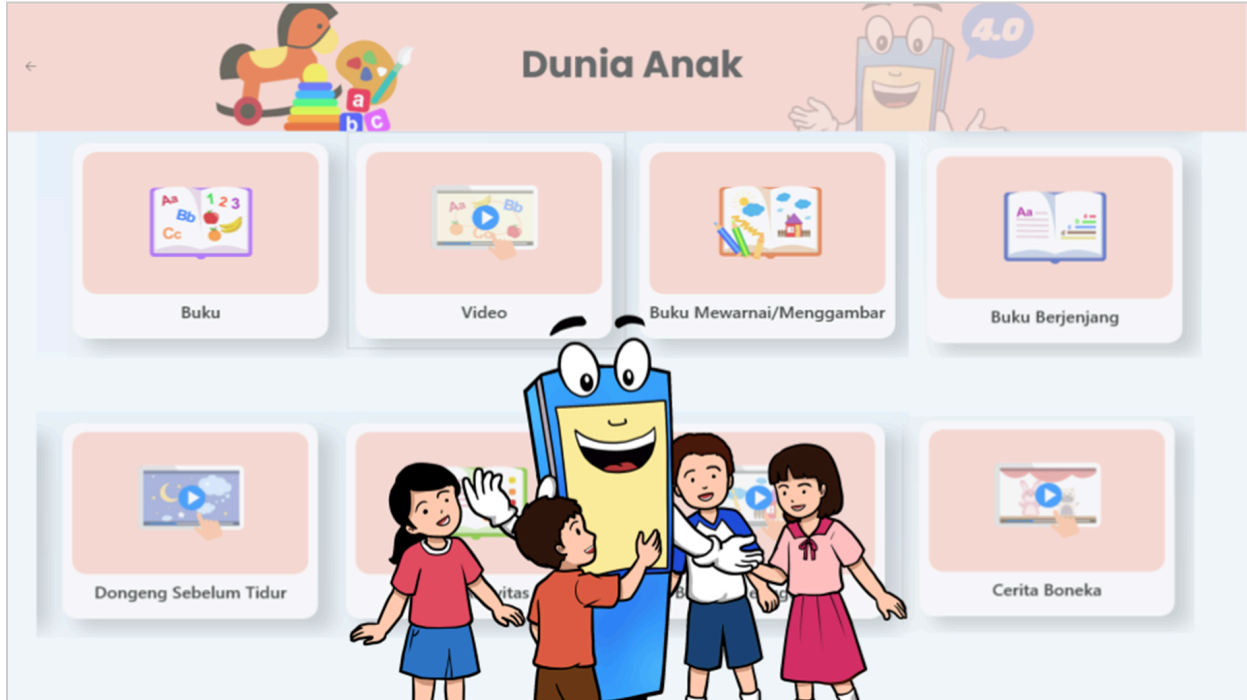 Dunia Anak
4.0
a
b c
Aa 1 2 3
Bb
Cc
Aa Bb
Cc
Aa
Buku
Video
Buku Mewarnai/Menggambar
Buku Berjenjang
Dongeng Sebelum Tidur
Cerita Boneka